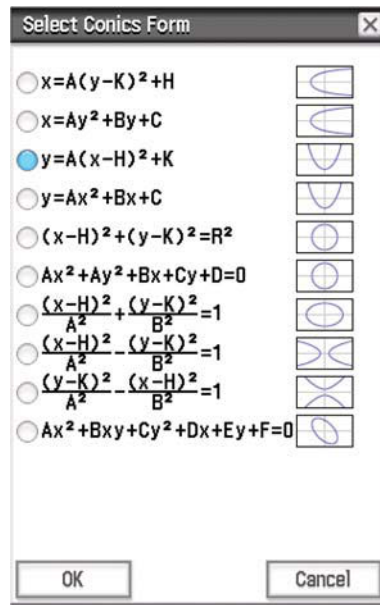 Select Conics Form
x=A(y-K)²+H
x=Ay²+By+C
y=A(x-H)²+K
y=Ax²+Bx+C
(x-H)²+(y-K)²=R²
Ax²+Ay²+Bx+Cy+D=0
(x-H)²/A²+(y-K)²/B²=1
(x-H)²/A²-(y-K)²/B²=1
(y-K)²/A²-(x-H)²/B²=1
Ax²+Bxy+Cy²+Dx+Ey+F=0
OK Cancel